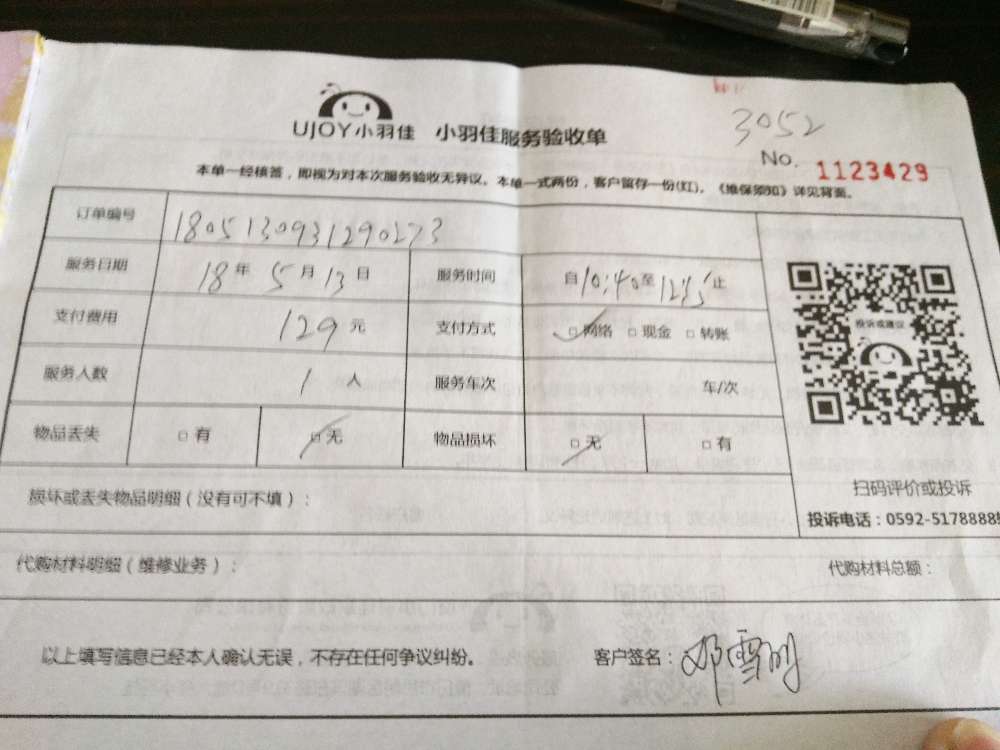 UJOY小羽佳 小羽佳服务验收单
3052
No. 1123429
本单一经核签，即视为对本次服务验收无异议。本单一式两份，客户留存一份(红)。《维保须知》详见背面。
订单编号 1805130931290273
服务日期 18年5月13日 服务时间 自10:40至 止
支付费用 129元 支付方式 □网络 □现金 □转账
服务人数 1人 服务车次 车/次
物品丢失 □有 □无 物品损坏 □无 □有
投诉或建议
扫码评价或投诉
投诉电话：0592-5178888
损坏或丢失物品明细（没有可不填）：
代购材料明细（维修业务）： 代购材料总额：
以上填写信息已经本人确认无误，不存在任何争议纠纷。 客户签名：邓雪